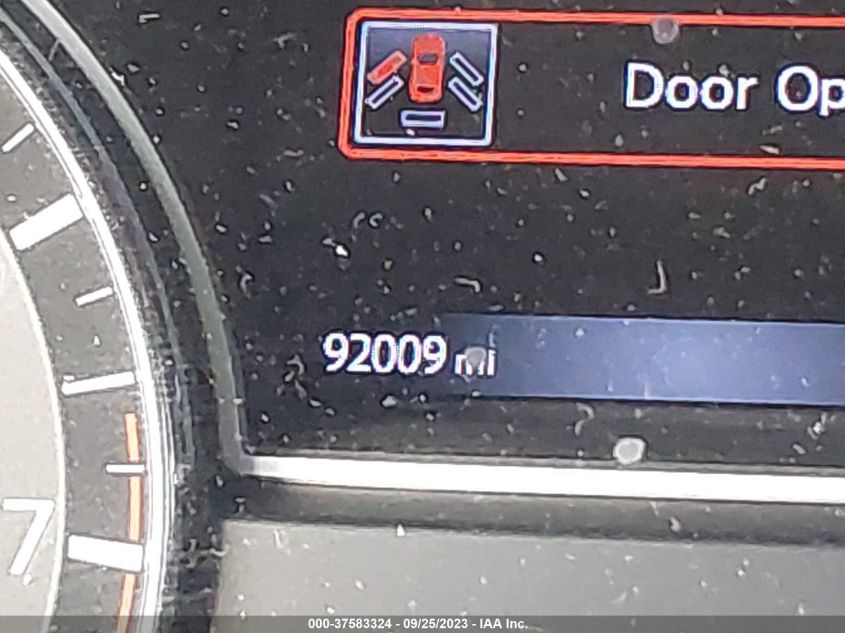 Door Op
92009 mi
7
000-37583324 - 09/25/2023 - IAA Inc.